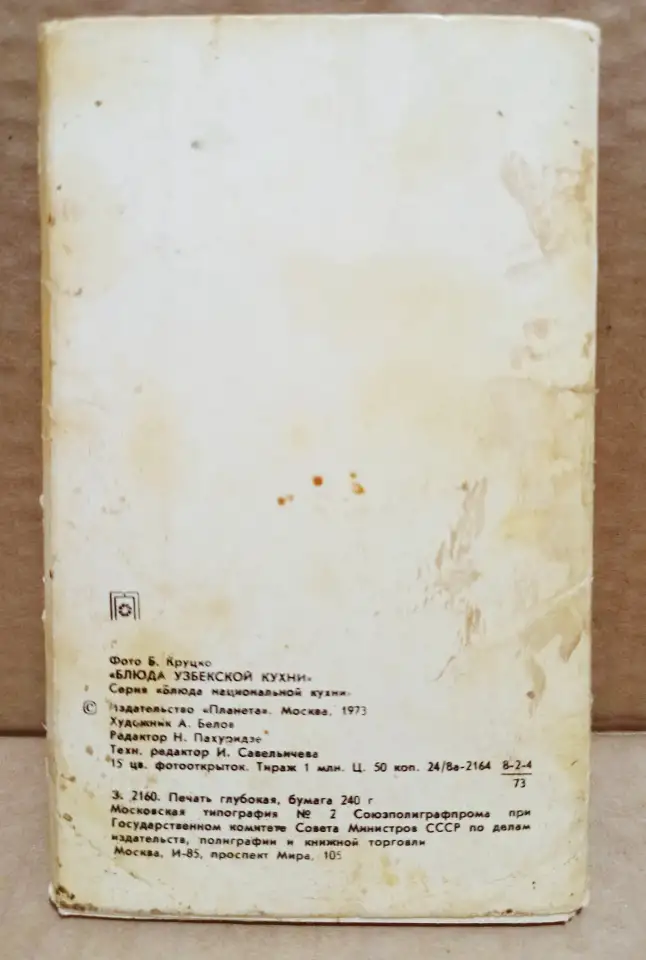 Фото Б. Круцко
«БЛЮДА УЗБЕКСКОЙ КУХНИ»
Серия «Блюда национальной кухни»
© Издательство «Планета». Москва, 1973
Художник А. Белов
Редактор Н. Пахуридзе
Техн. редактор И. Савельичева
15 цв. фотооткрыток. Тираж 1 млн. Ц. 50 коп. 24/8а-2164 8-2-4
73
З. 2160. Печать глубокая, бумага 240 г
Московская типография № 2 Союзполиграфпрома при
Государственном комитете Совета Министров СССР по делам
издательств, полиграфии и книжной торговли
Москва, И-85, проспект Мира, 105